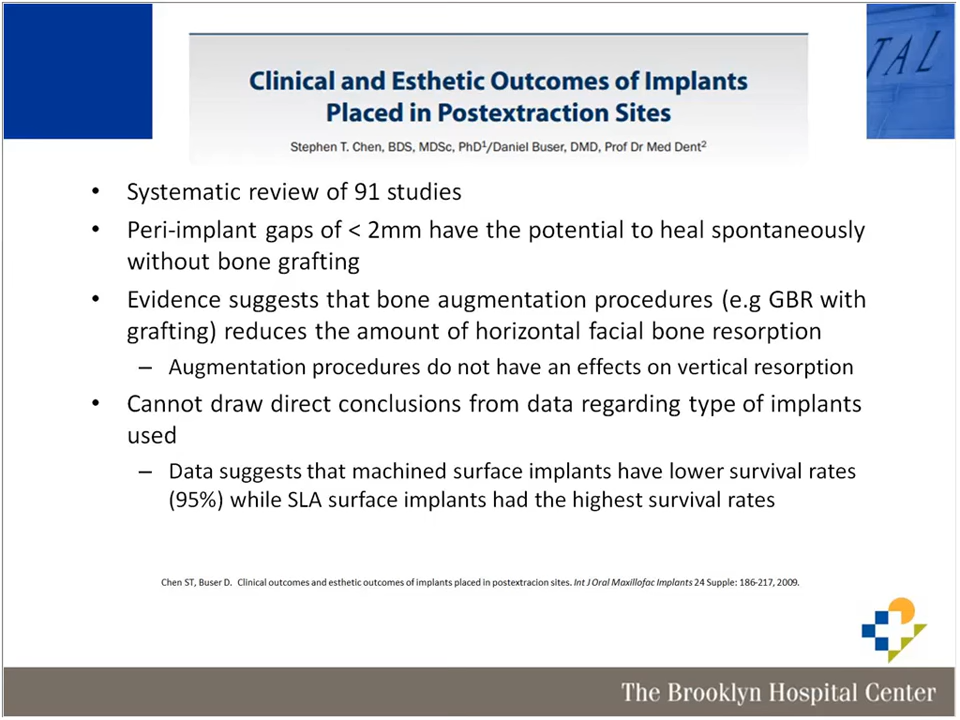 TAL
Clinical and Esthetic Outcomes of Implants
Placed in Postextraction Sites
Stephen T. Chen, BDS, MDSc, PhD1/Daniel Buser, DMD, Prof Dr Med Dent2
• Systematic review of 91 studies
• Peri-implant gaps of < 2mm have the potential to heal spontaneously
without bone grafting
• Evidence suggests that bone augmentation procedures (e.g GBR with
grafting) reduces the amount of horizontal facial bone resorption
– Augmentation procedures do not have an effects on vertical resorption
• Cannot draw direct conclusions from data regarding type of implants
used
– Data suggests that machined surface implants have lower survival rates
(95%) while SLA surface implants had the highest survival rates
Chen ST, Buser D. Clinical outcomes and esthetic outcomes of implants placed in postextracion sites. Int J Oral Maxillofac Implants 24 Supple: 186-217, 2009.
The Brooklyn Hospital Center